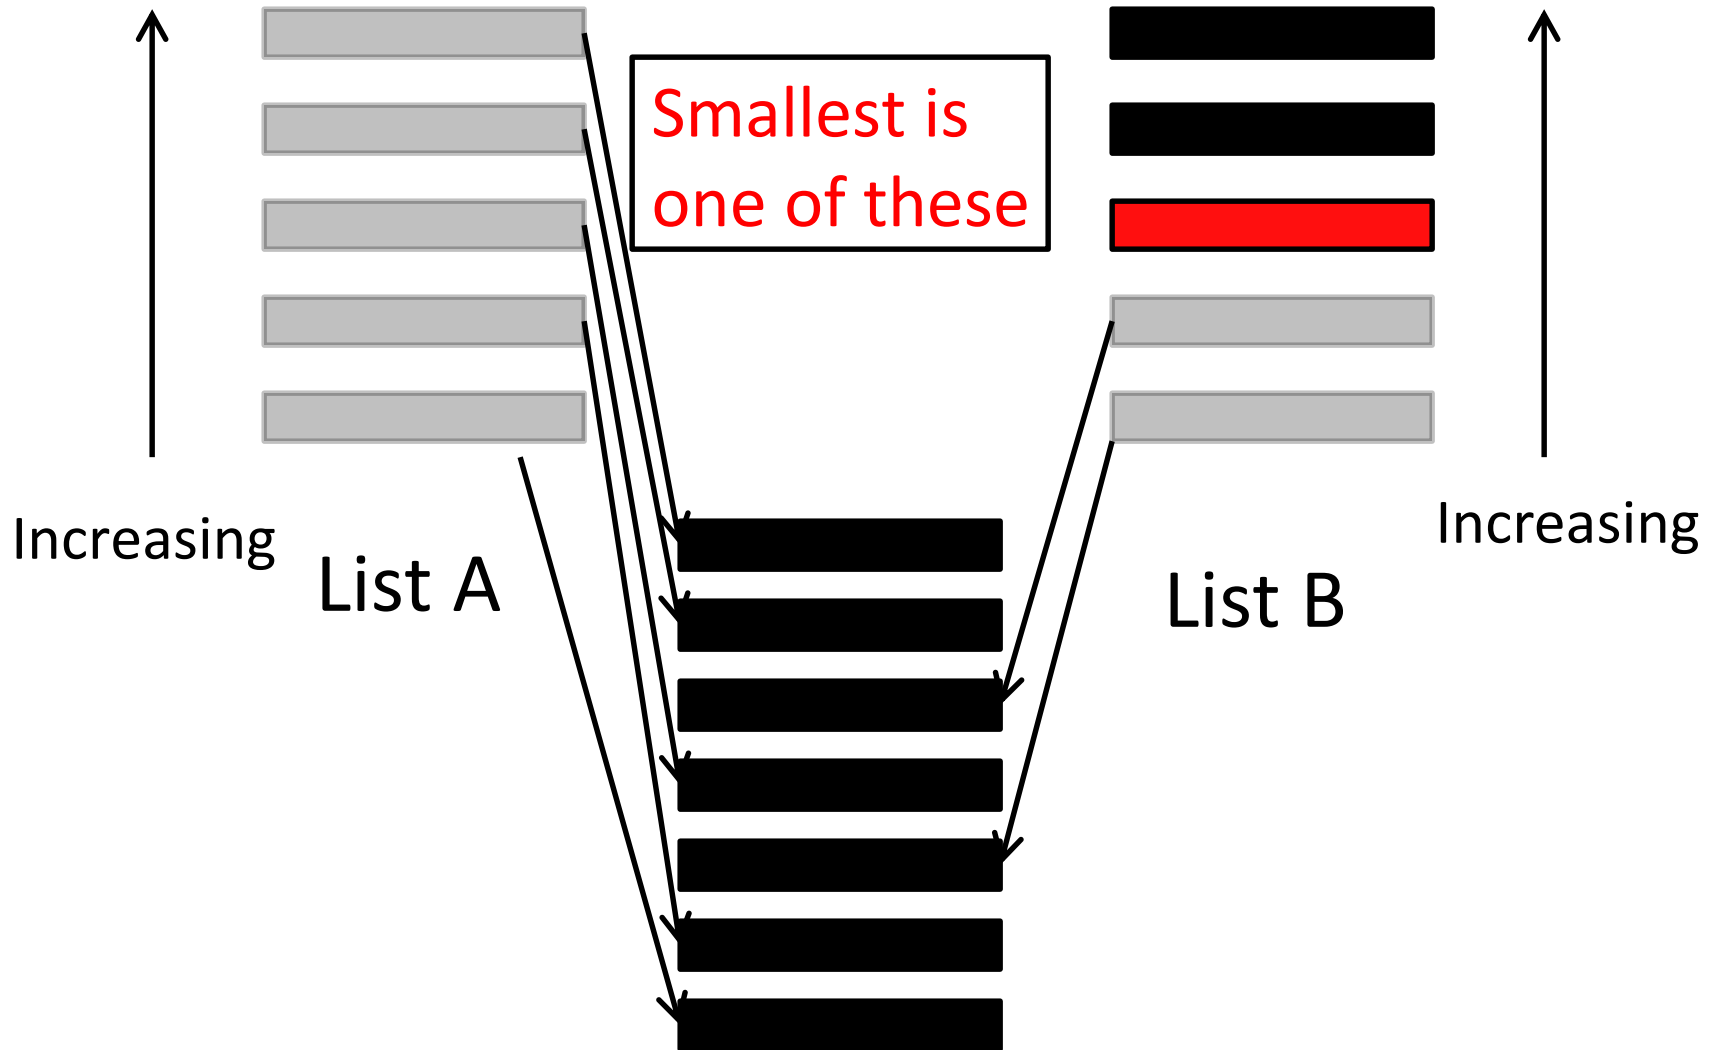 Smallest is
one of these
Increasing
Increasing
List A
List B